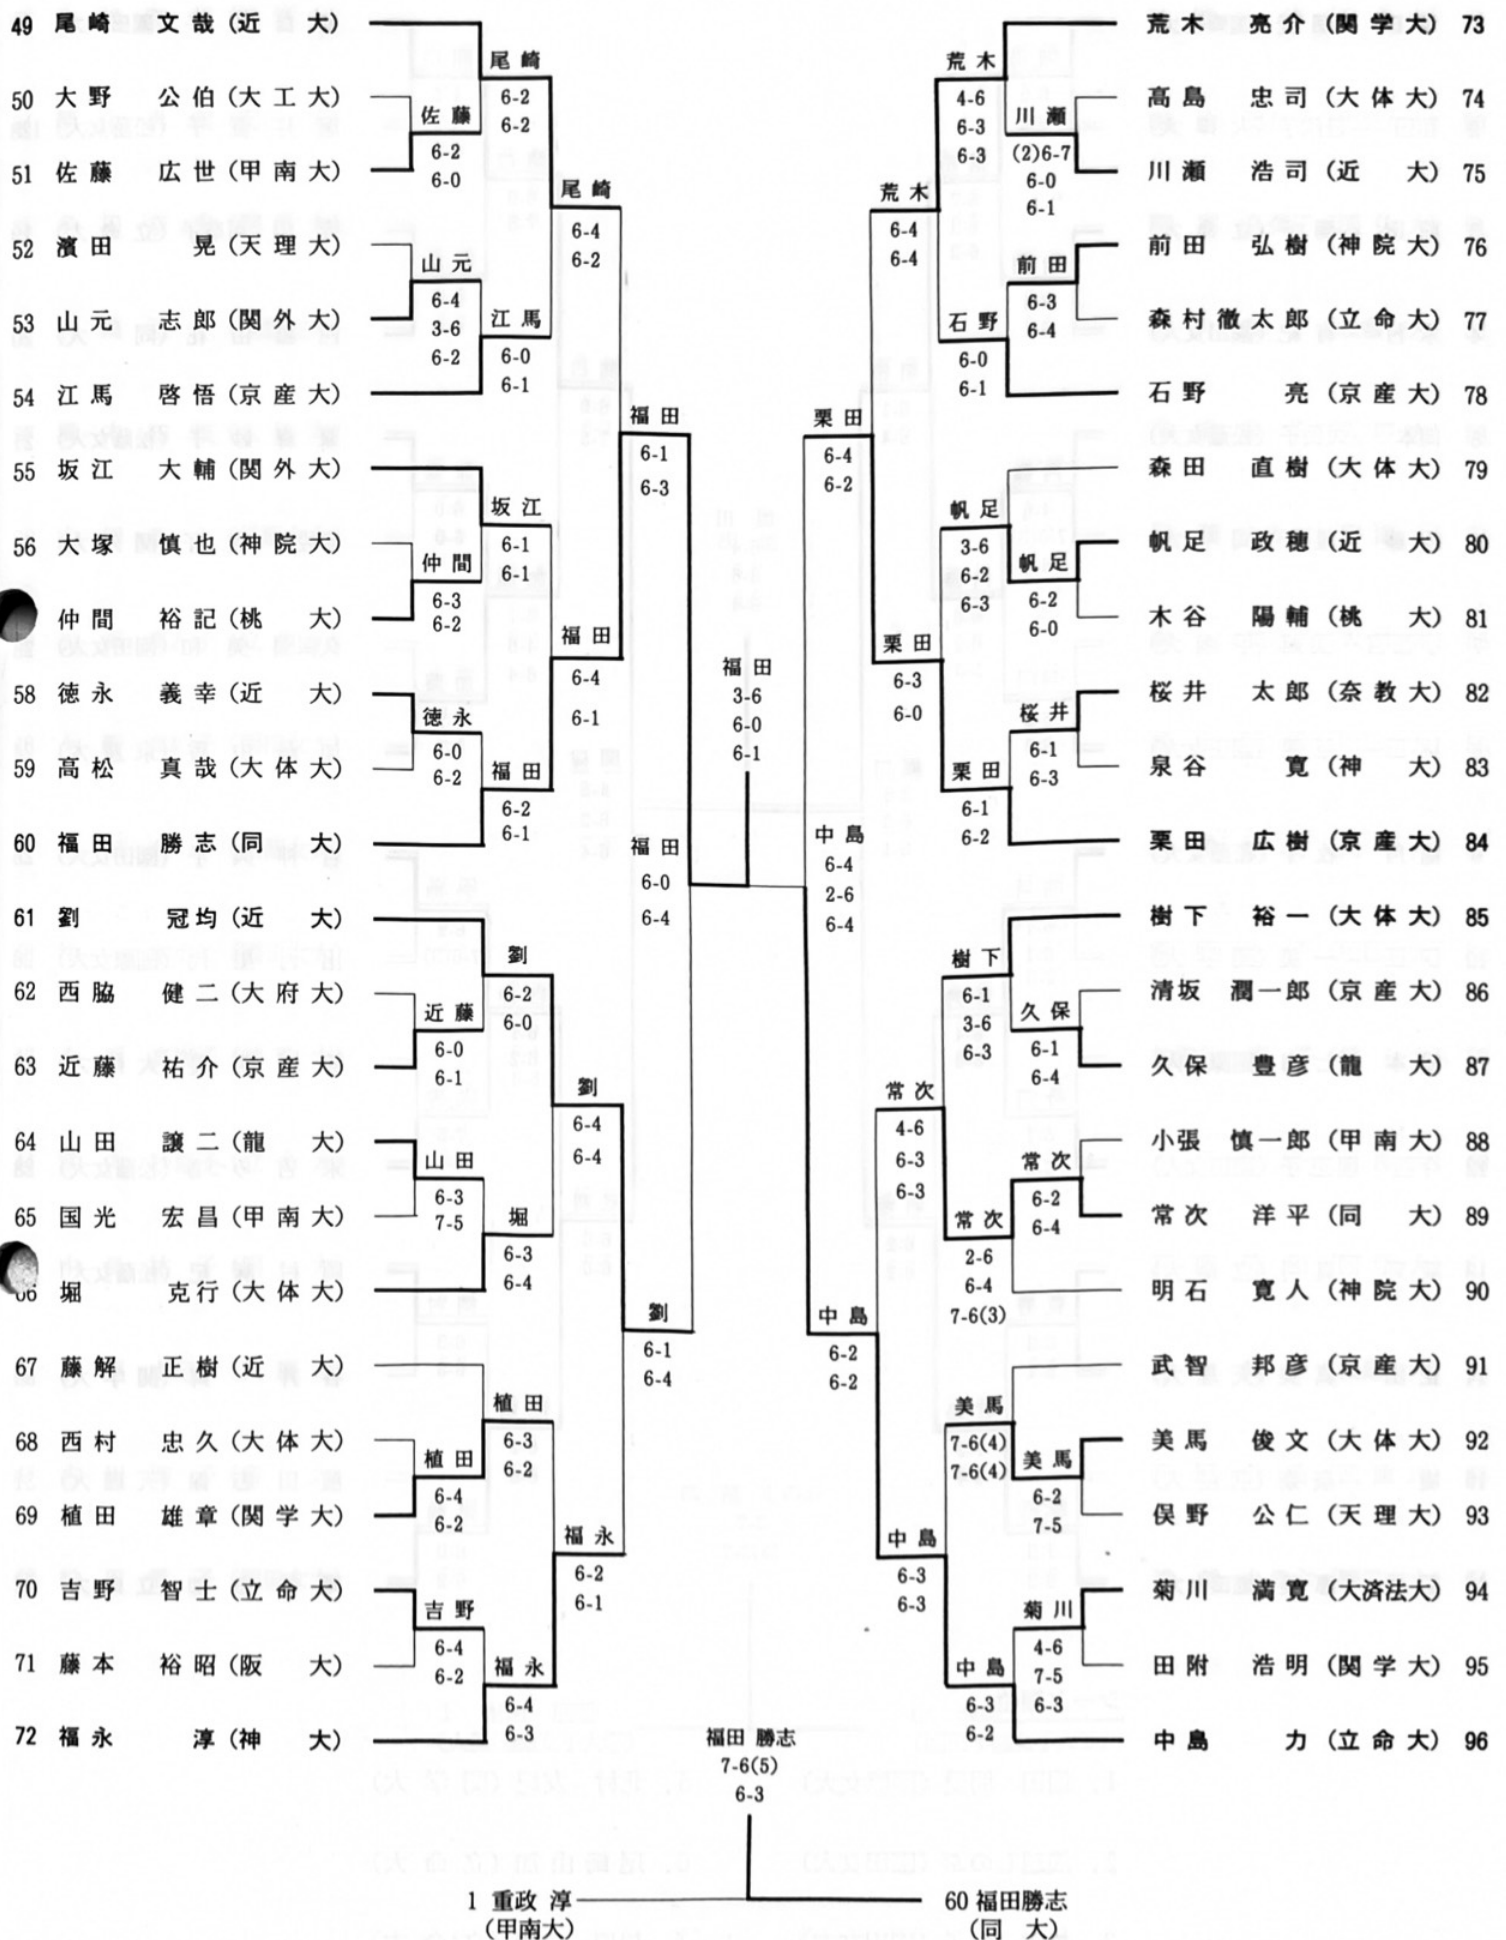 49 尾崎 文哉 (近 大)
50 大野 公伯 (大工大)
51 佐藤 広世 (甲南大)
52 濱田 晃 (天理大)
53 山元 志郎 (関外大)
54 江馬 啓悟 (京産大)
55 坂江 大輔 (関外大)
56 大塚 慎也 (神院大)
仲間 裕記 (桃 大)
58 徳永 義幸 (近 大)
59 高松 真哉 (大体大)
60 福田 勝志 (同 大)
61 劉 冠均 (近 大)
62 西脇 健二 (大府大)
63 近藤 祐介 (京産大)
64 山田 譲二 (龍 大)
65 国光 宏昌 (甲南大)
66 堀 克行 (大体大)
67 藤解 正樹 (近 大)
68 西村 忠久 (大体大)
69 植田 雄章 (関学大)
70 吉野 智士 (立命大)
71 藤本 裕昭 (阪 大)
72 福永 淳 (神 大)
佐藤
6-2
6-0
山元
6-4
3-6
6-2
仲間
6-3
6-2
徳永
6-0
6-2
近藤
6-0
6-1
山田
6-3
7-5
植田
6-4
6-2
吉野
6-4
6-2
尾崎
6-2
6-2
江馬
6-0
6-1
坂江
6-1
6-1
福田
6-2
6-1
劉
6-2
6-0
堀
6-3
6-4
植田
6-3
6-2
福永
6-4
6-3
尾崎
6-4
6-2
福田
6-4
6-1
劉
6-4
6-4
福永
6-2
6-1
福田
6-1
6-3
劉
6-1
6-4
福田
6-0
6-4
福田
3-6
6-0
6-1
中島
6-4
2-6
6-4
栗田
6-4
6-2
中島
6-2
6-2
荒木
6-4
6-4
栗田
6-3
6-0
常次
4-6
6-3
6-3
中島
6-3
6-3
荒木
4-6
6-3
6-3
石野
6-0
6-1
帆足
3-6
6-2
6-3
栗田
6-1
6-2
樹下
6-1
3-6
6-3
常次
2-6
6-4
7-6(3)
美馬
7-6(4)
7-6(4)
中島
6-3
6-2
川瀬
(2)6-7
6-0
6-1
前田
6-3
6-4
帆足
6-2
6-0
桜井
6-1
6-3
久保
6-1
6-4
常次
6-2
6-4
美馬
6-2
7-5
菊川
4-6
7-5
6-3
荒木 亮介 (関学大) 73
高島 忠司 (大体大) 74
川瀬 浩司 (近 大) 75
前田 弘樹 (神院大) 76
森村 徹太郎 (立命大) 77
石野 亮 (京産大) 78
森田 直樹 (大体大) 79
帆足 政穂 (近 大) 80
木谷 陽輔 (桃 大) 81
桜井 太郎 (奈教大) 82
泉谷 寛 (神 大) 83
栗田 広樹 (京産大) 84
樹下 裕一 (大体大) 85
清坂 潤一郎 (京産大) 86
久保 豊彦 (龍 大) 87
小張 慎一郎 (甲南大) 88
常次 洋平 (同 大) 89
明石 寛人 (神院大) 90
武智 邦彦 (京産大) 91
美馬 俊文 (大体大) 92
俣野 公仁 (天理大) 93
菊川 満寛 (大済法大) 94
田附 浩明 (関学大) 95
中島 力 (立命大) 96
福田 勝志
7-6(5)
6-3
1 重政 淳
(甲南大)
60 福田勝志
(同 大)